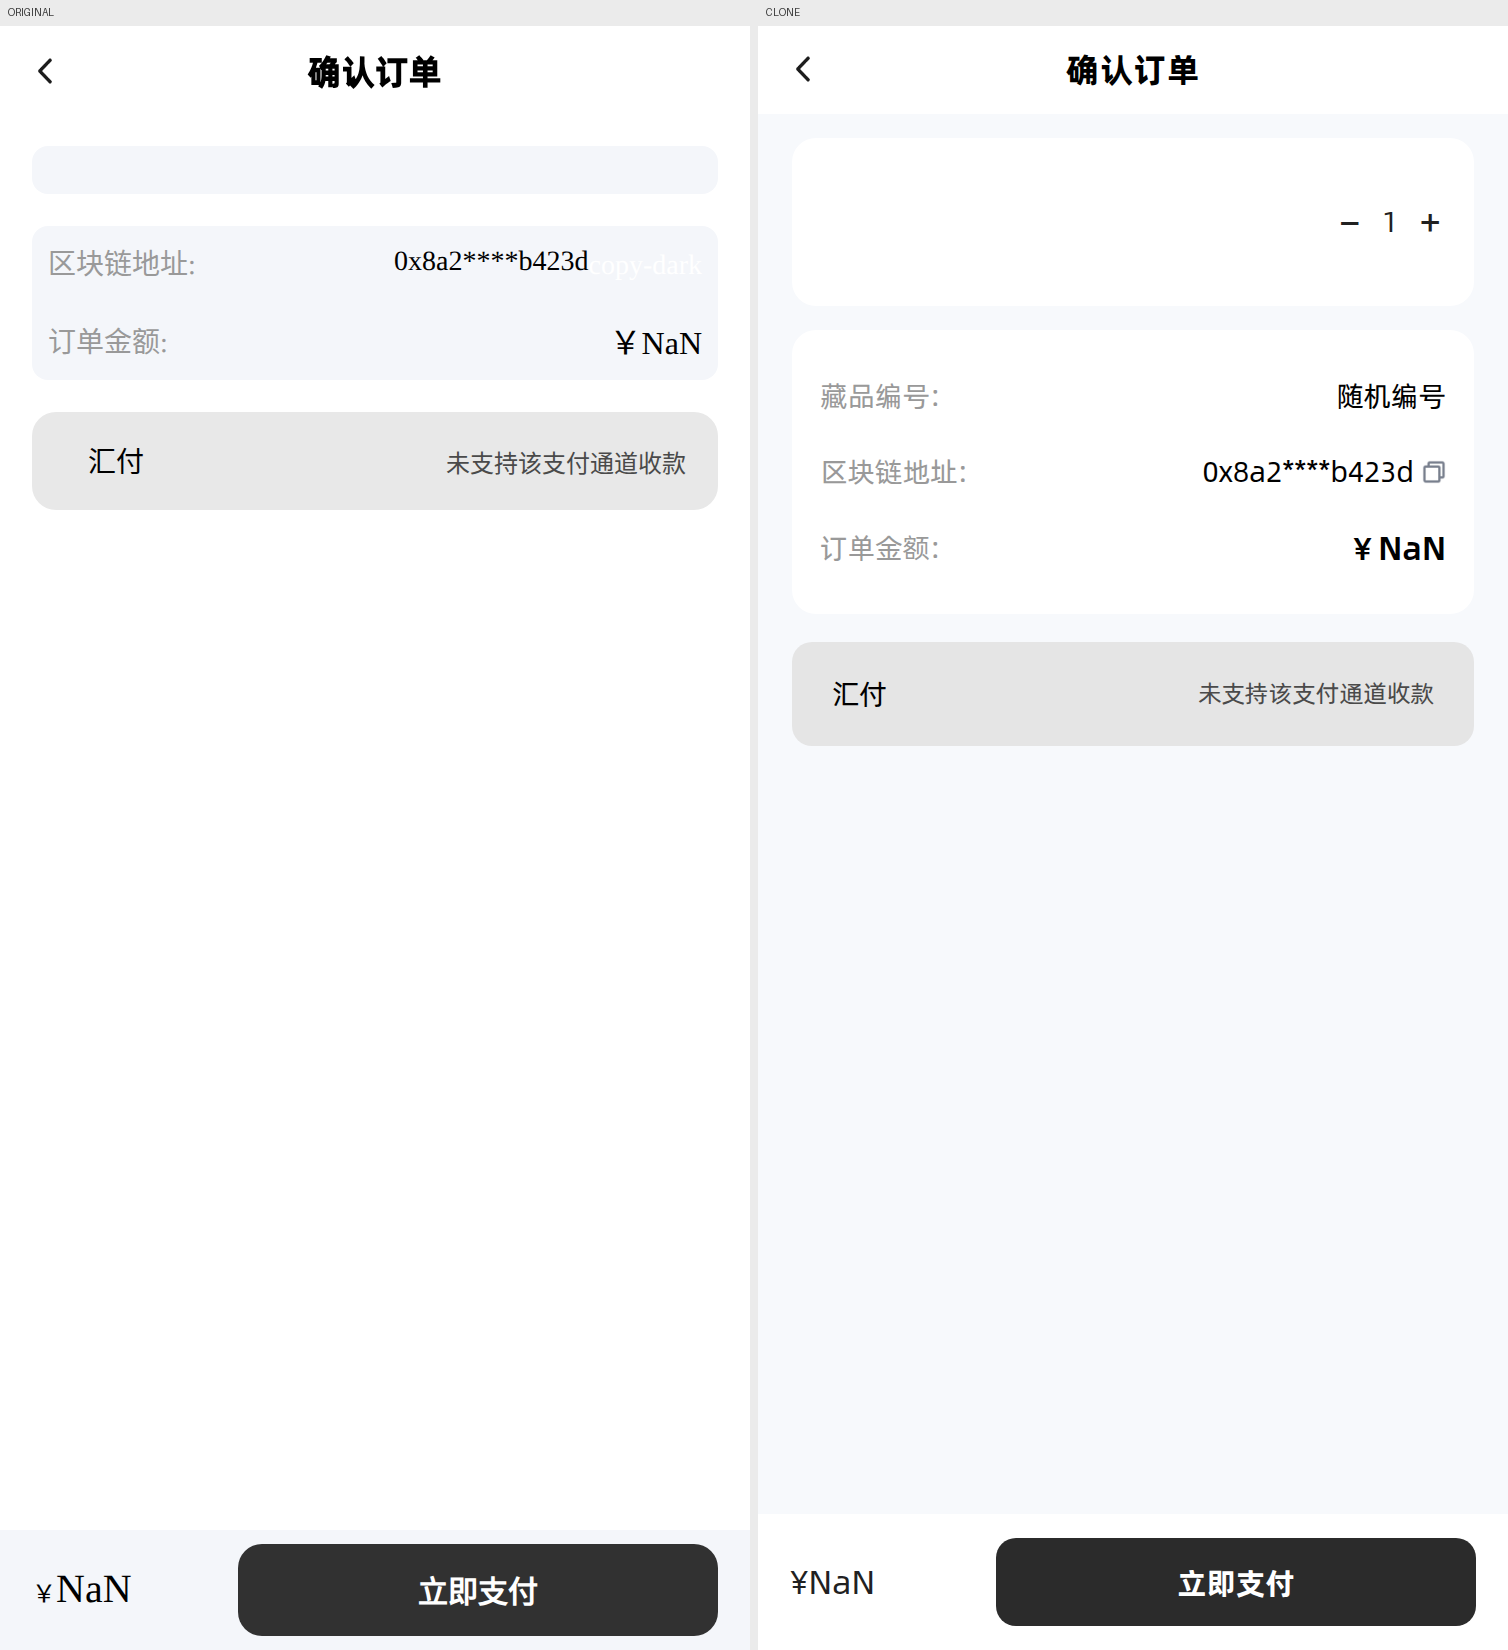 ORIGINAL
确认订单
区块链地址:
0x8a2****b423dcopy-dark
订单金额:
￥NaN
汇付
未支持该支付通道收款
¥NaN
立即支付
CLONE
确认订单
− 1 +
藏品编号:
随机编号
区块链地址:
0x8a2****b423d
订单金额:
¥ NaN
汇付
未支持该支付通道收款
¥NaN
立即支付